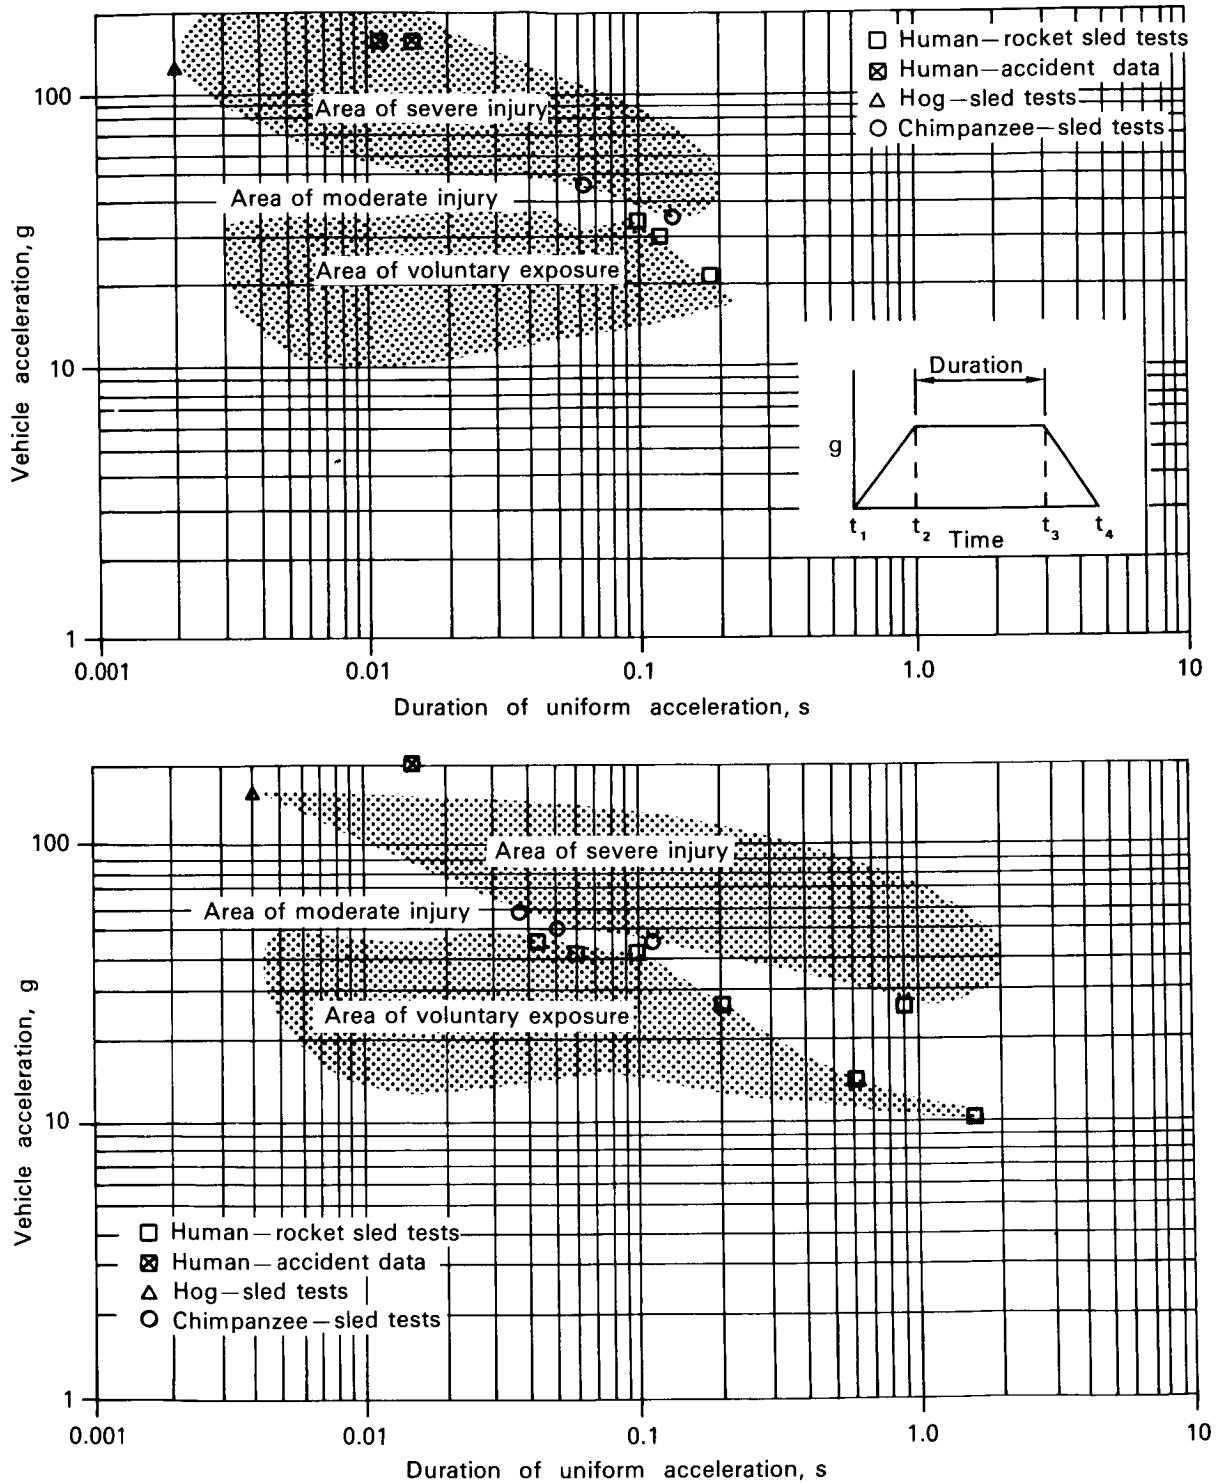 Human—rocket sled tests
Human—accident data
Hog—sled tests
Chimpanzee—sled tests
100
Area of severe injury
Area of moderate injury
Area of voluntary exposure
Vehicle acceleration, g
10
Duration
g
t1 t2 t3 t4
Time
1
0.001 0.01 0.1 1.0 10
Duration of uniform acceleration, s
100
Area of severe injury
Area of moderate injury
Area of voluntary exposure
Vehicle acceleration, g
10
Human—rocket sled tests
Human—accident data
Hog—sled tests
Chimpanzee—sled tests
1
0.001 0.01 0.1 1.0 10
Duration of uniform acceleration, s